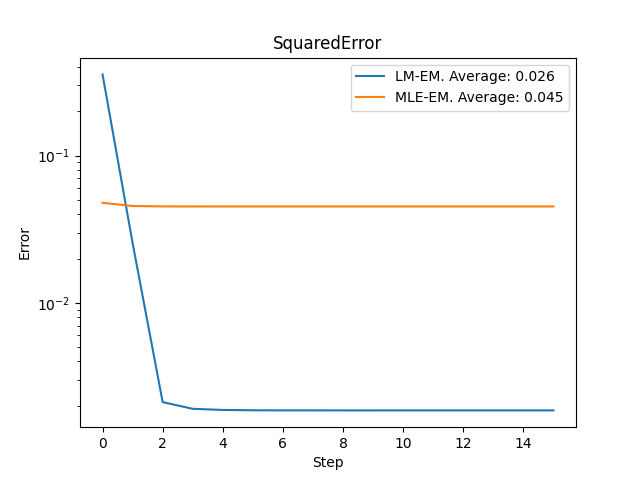 SquaredError
LM-EM. Average: 0.026
MLE-EM. Average: 0.045
10⁻¹
10⁻²
Error
0 2 4 6 8 10 12 14
Step